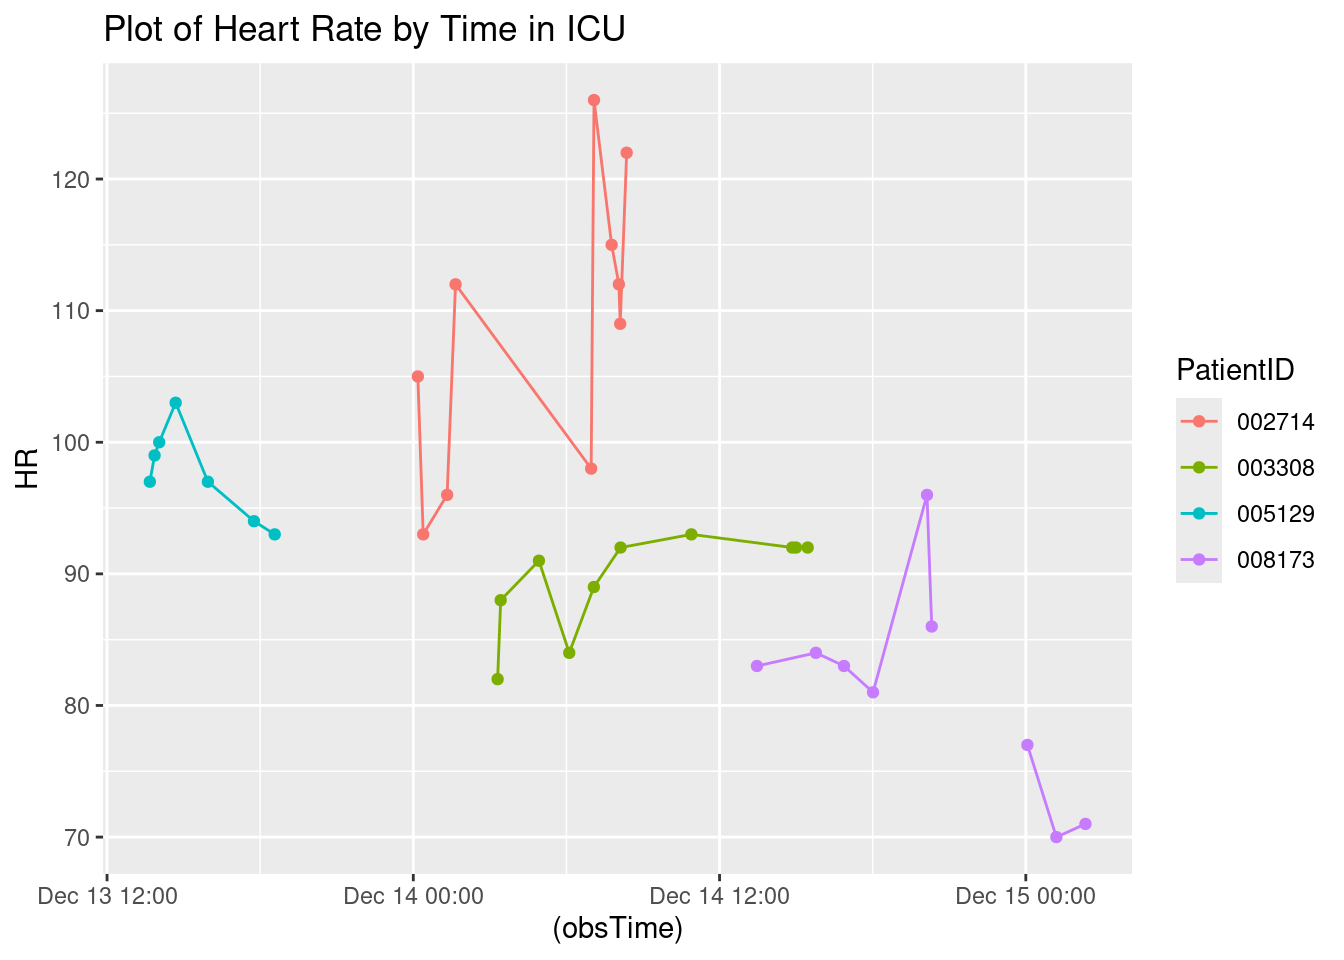 Plot of Heart Rate by Time in ICU
120
110
100
90
80
70
HR
Dec 13 12:00
Dec 14 00:00
Dec 14 12:00
Dec 15 00:00
(obsTime)
PatientID
002714
003308
005129
008173